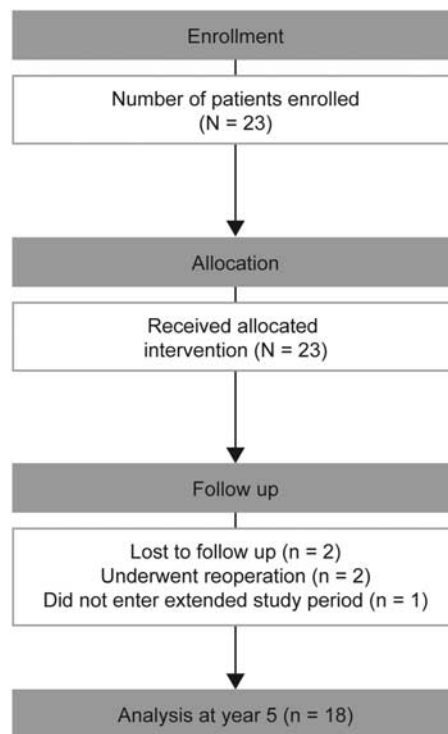 Enrollment
Number of patients enrolled
(N = 23)
Allocation
Received allocated
intervention (N = 23)
Follow up
Lost to follow up (n = 2)
Underwent reoperation (n = 2)
Did not enter extended study period (n = 1)
Analysis at year 5 (n = 18)